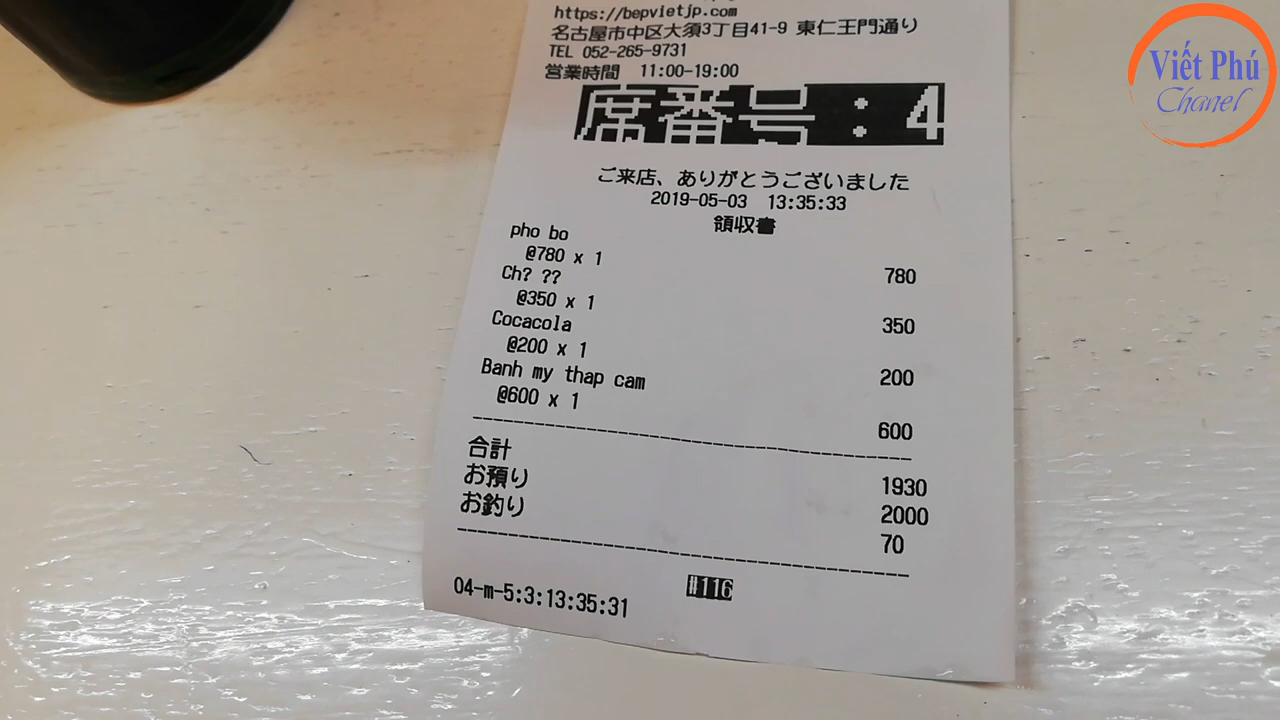 https://bepvietjp.com
名古屋市中区大須3丁目41-9 東仁王門通り
TEL 052-265-9731
営業時間 11:00-19:00
席番号:4
ご来店、ありがとうございました
2019-05-03 13:35:33
領収書
pho bo
@780 x 1 780
Ch? ??
@350 x 1 350
Cocacola
@200 x 1 200
Banh my thap cam
@600 x 1 600
合計 1930
お預り 2000
お釣り 70
#116
04-m-5:3:13:35:31
Viết Phú
Chanel